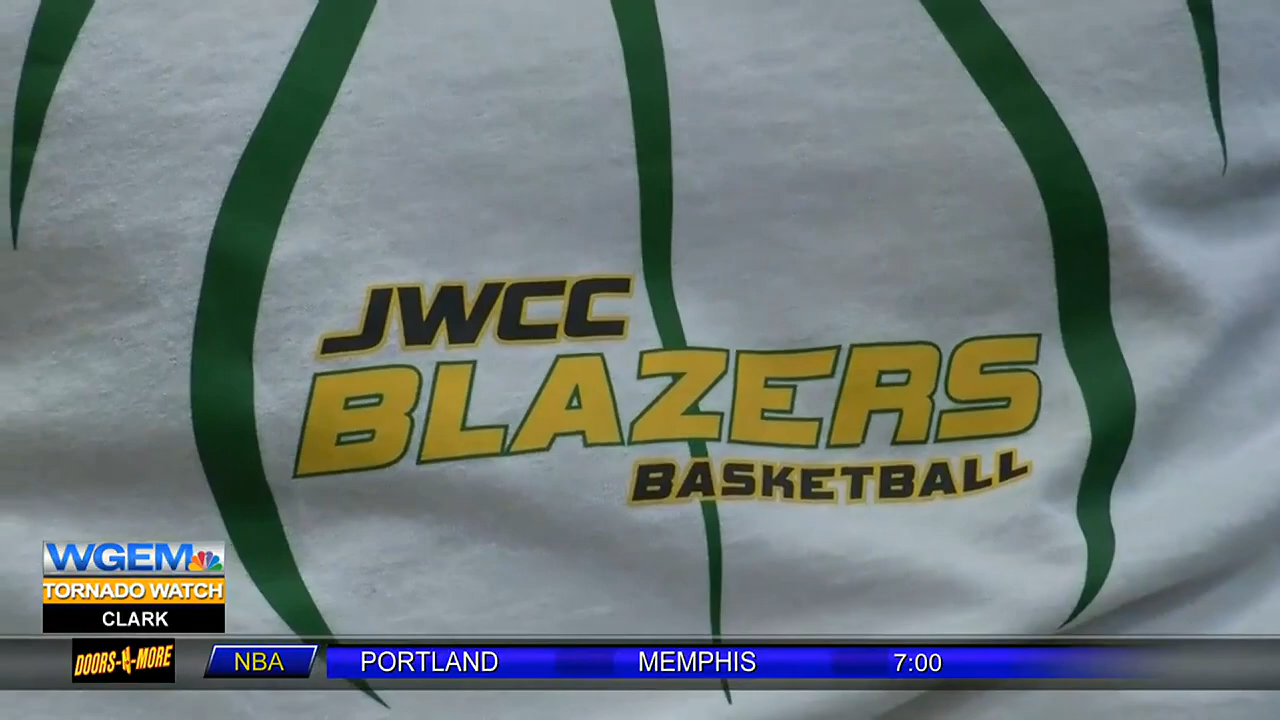 JWCC
BLAZERS
BASKETBALL
WGEM
TORNADO WATCH
CLARK
DOORS-N-MORE
NBA PORTLAND MEMPHIS 7:00